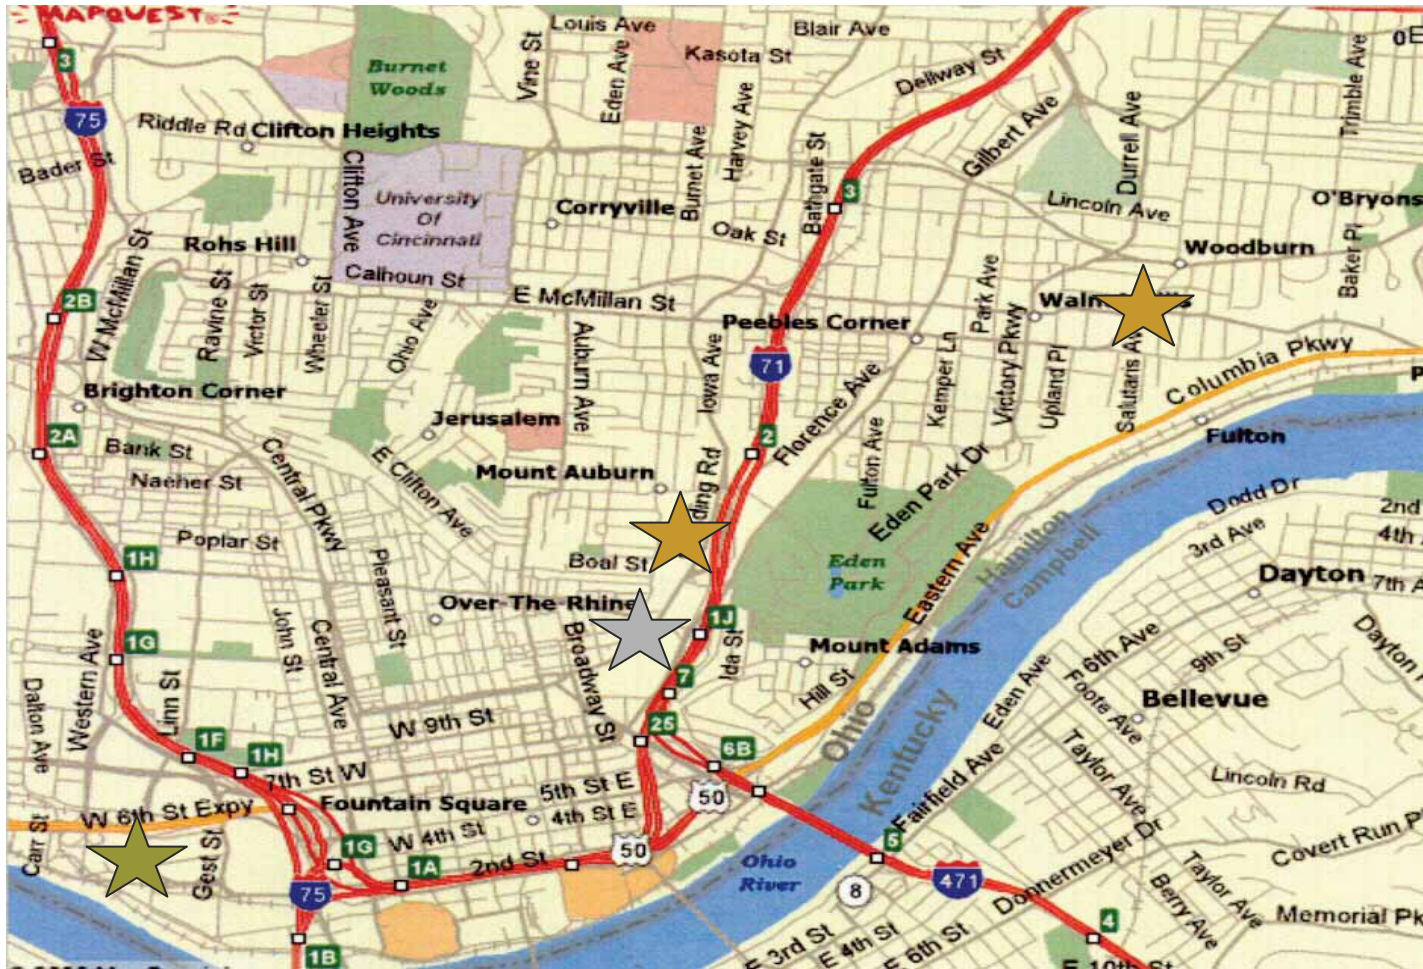 MAPQUEST
Louis Ave
Blair Ave
Kasota St
Burnet
Woods
Vine St
Eden Ave
Dellway St
Trimble Ave
3
75
Riddle Rd
Clifton Heights
Harvey Ave
Gilbert Ave
Durrell Ave
Bader St
Clifton Ave
University
Of
Cincinnati
Corryville
Burnet Ave
Bathgate St
3
Lincoln Ave
O'Bryons
Oak St
Rohs Hill
Woodburn
Calhoun St
W McMillan St
2B
Ravine St
Victor St
Wheeler St
Ohio Ave
E McMillan St
Park Ave
Baker Pl
Peebles Corner
Auburn Ave
Iowa Ave
71
Kemper Ln
Victory Pkwy
Upland Pl
Columbia Pkwy
Brighton Corner
Florence Ave
Jerusalem
2A
Bank St
2
Fulton
Naeher St
Central Pkwy
E Clifton Ave
Mount Auburn
Fulton Ave
Eden Park Dr
Dodd Dr
2nd
4th
Poplar St
Pleasant St
Boal St
Eden
Park
Eastern Ave
Hamilton
Campbell
3rd Ave
Dayton
7th
1H
Over-The-Rhine
1J
1G
Western Ave
John St
Central Ave
Broadway St
Ida St
Mount Adams
6th Ave
9th St
Dayton
Dalton Ave
Linn St
7
Hill St
Eden Ave
Foote Ave
Bellevue
W 9th St
Ohio
Kentucky
1F
1H
7th St W
25
6B
Taylor Ave
Lincoln Rd
W 6th St Expy
Fountain Square
5th St E
4th St E
50
Fairfield Ave
Carr St
Gest St
W 4th St
1G
50
5
Donnermeyer Dr
Covert Run
1A
2nd St
Ohio
River
8
471
Taylor Ave
Berry Ave
75
4
Memorial
1B
E 3rd St
E 4th St
E 6th St
E 10th St